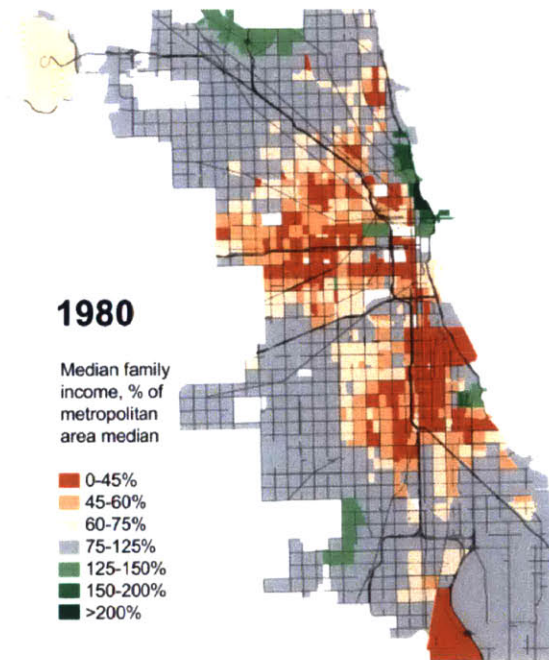 1980
Median family
income, % of
metropolitan
area median
0-45%
45-60%
60-75%
75-125%
125-150%
150-200%
>200%